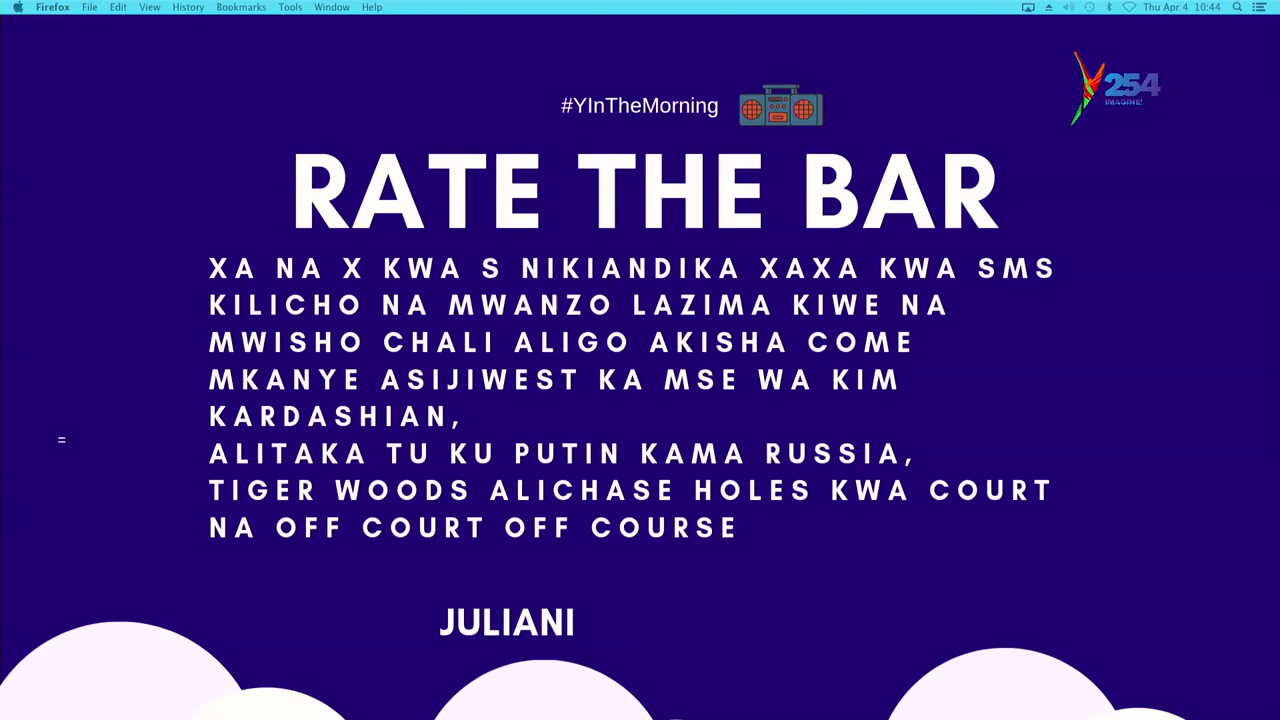 Firefox File Edit View History Bookmarks Tools Window Help Thu Apr 4 10:44
#YInTheMorning
Y254
IMAGINE!
RATE THE BAR
XA NA X KWA S NIKIANDIKA XAXA KWA SMS
KILICHO NA MWANZO LAZIMA KIWE NA
MWISHO CHALI ALIGO AKISHA COME
MKANYE ASIJIWEST KA MSE WA KIM
KARDASHIAN,
ALITAKA TU KU PUTIN KAMA RUSSIA,
TIGER WOODS ALICHASE HOLES KWA COURT
NA OFF COURT OFF COURSE
JULIANI